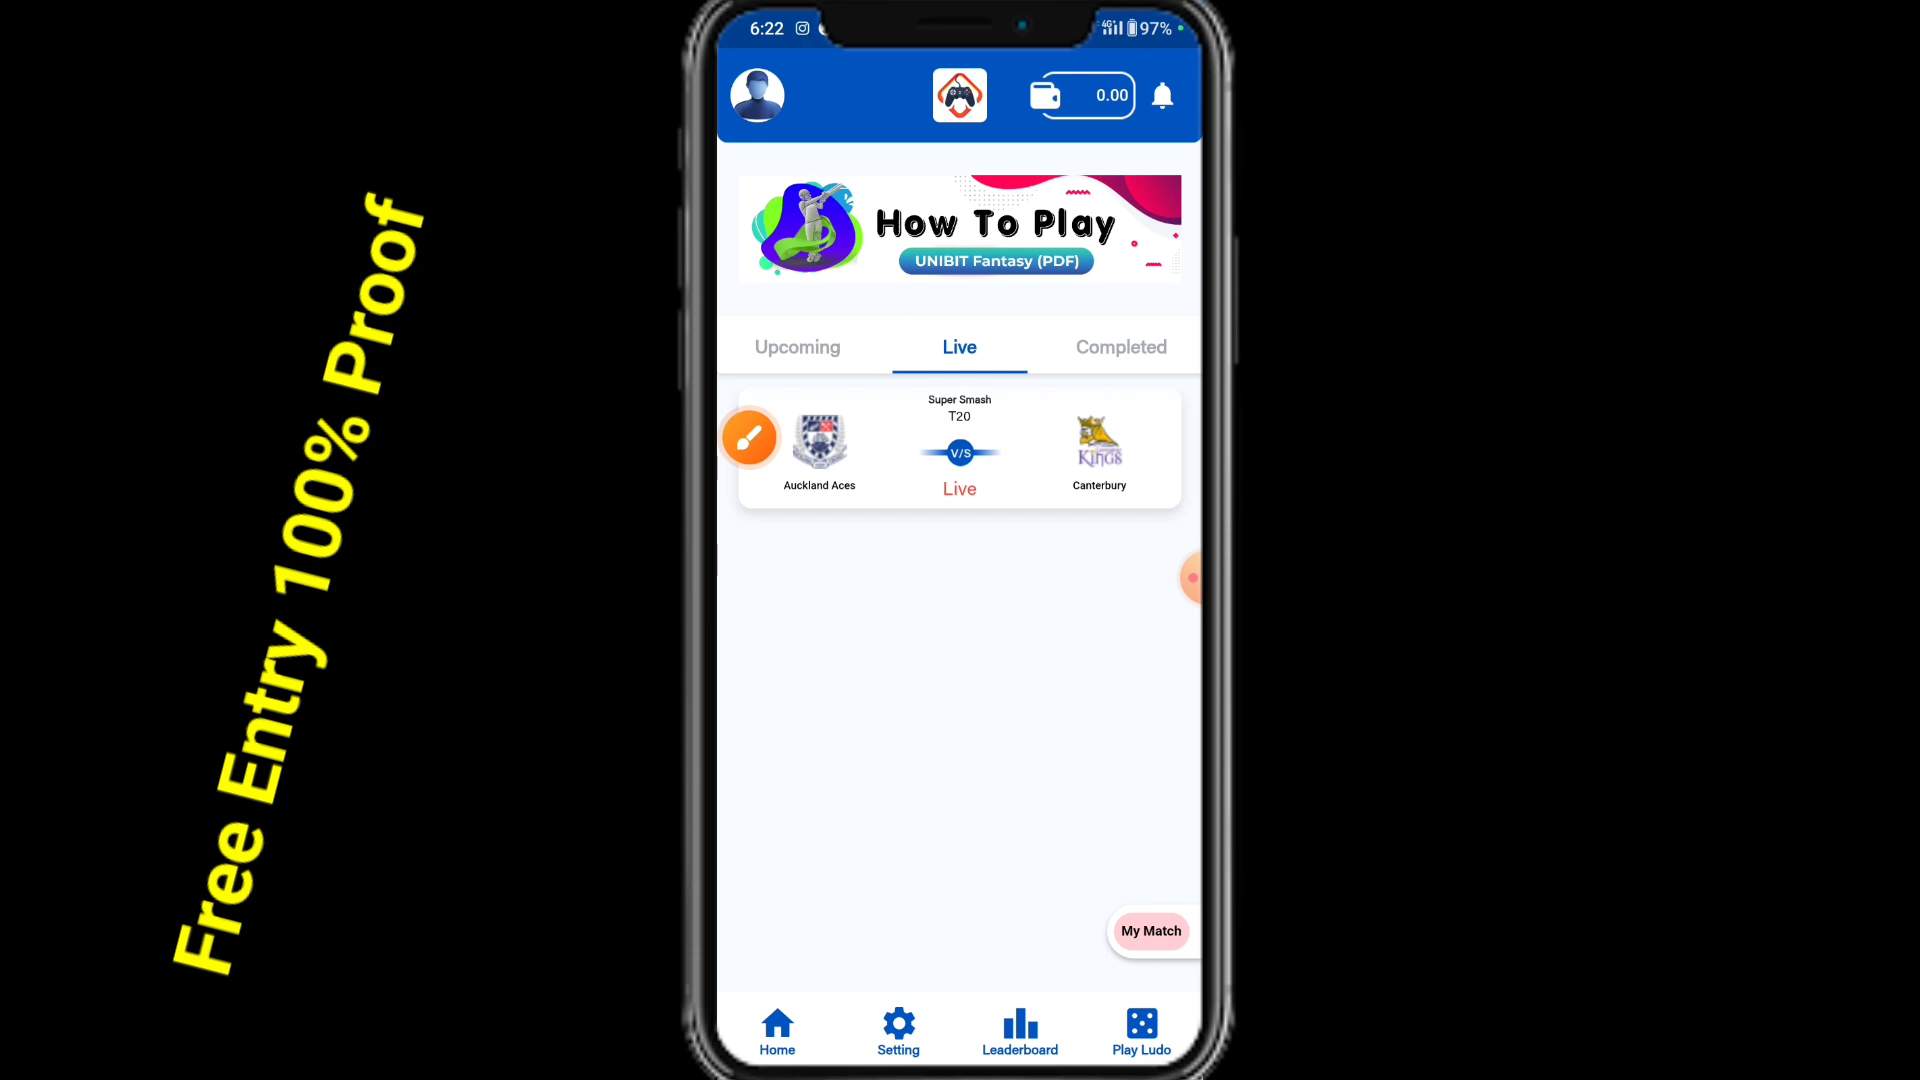 6:22
4G+ 97%
0.00
How To Play
UNIBIT Fantasy (PDF)
Upcoming
Live
Completed
Super Smash
T20
V/S
Live
Auckland Aces
KINGS
Canterbury
Free Entry 100% Proof
My Match
Home
Setting
Leaderboard
Play Ludo